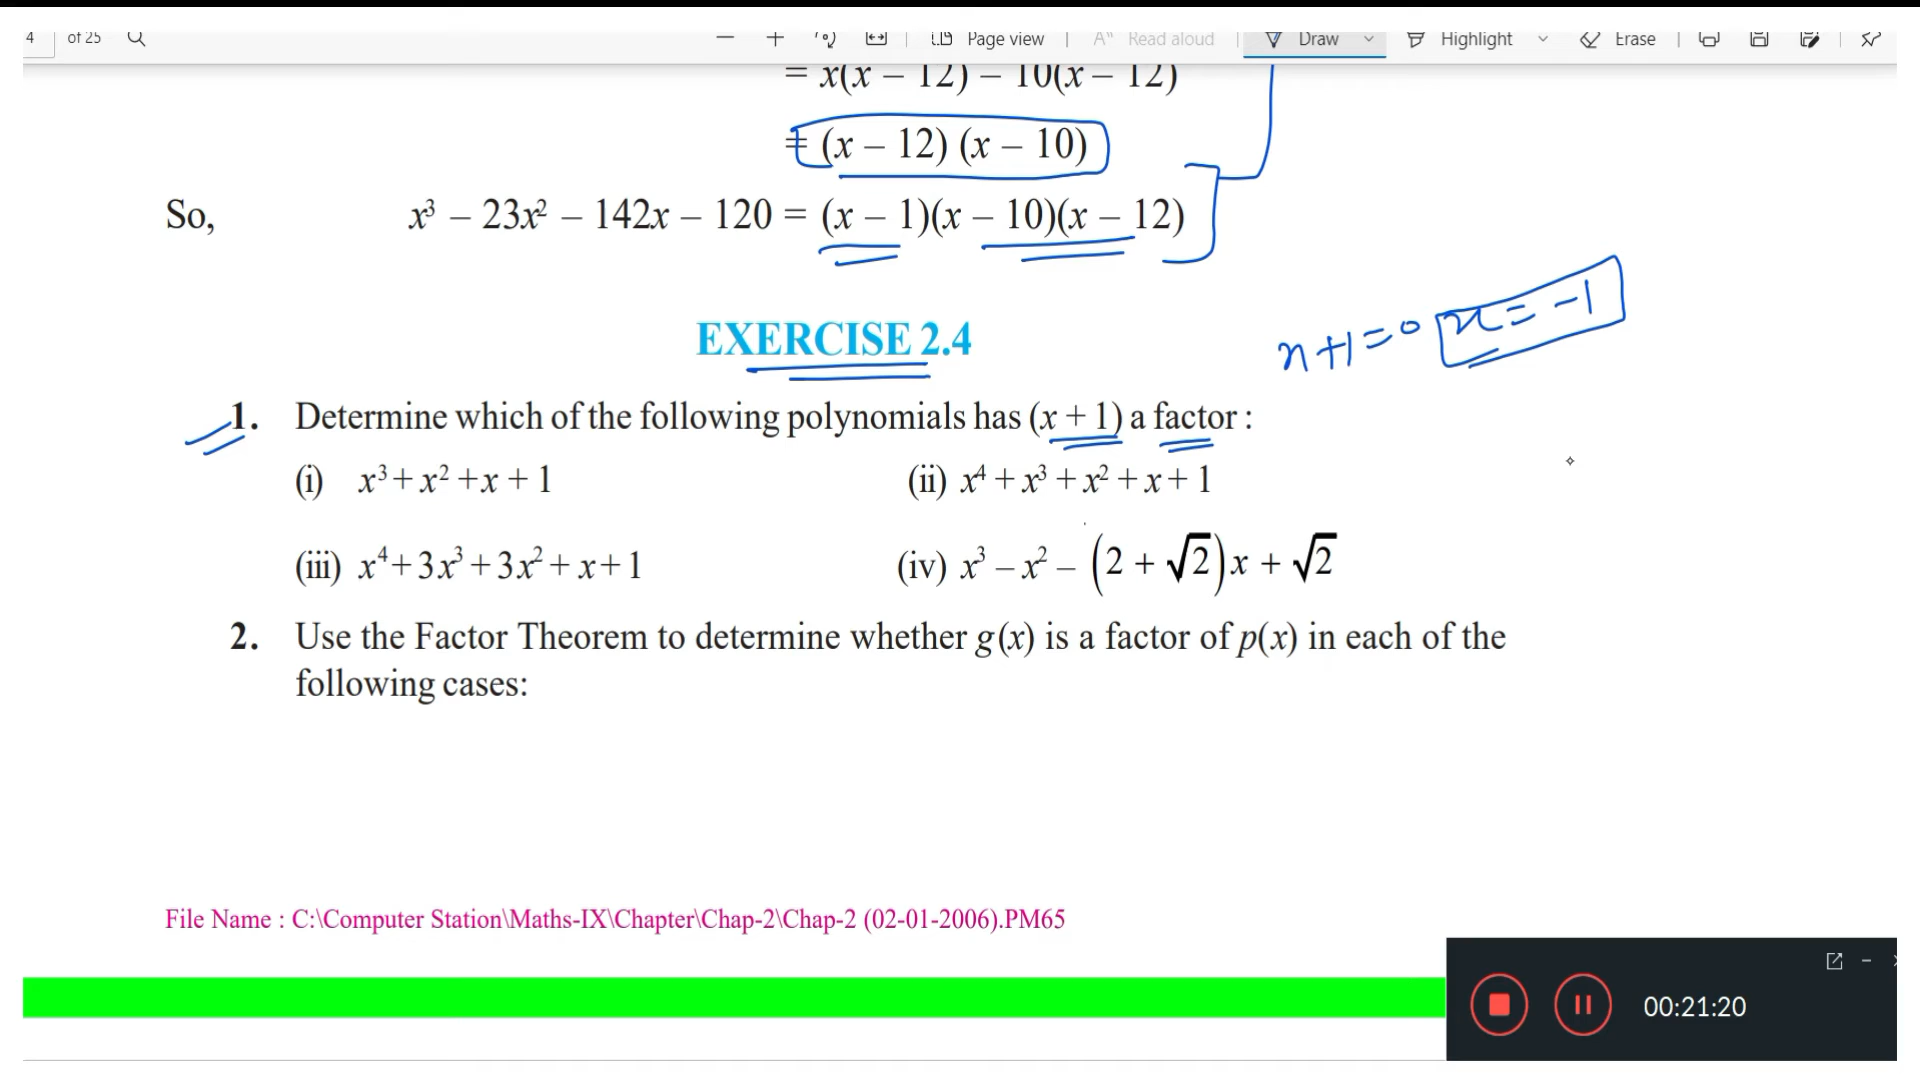 4 of 25 Page view Read aloud Draw Highlight Erase
= x(x – 12) – 10(x – 12)
= (x – 12) (x – 10)
So, x³ – 23x² – 142x – 120 = (x – 1)(x – 10)(x – 12)
x+1=0 x=-1
EXERCISE 2.4
1. Determine which of the following polynomials has (x + 1) a factor :
(i) x³ + x² + x + 1 (ii) x⁴ + x³ + x² + x + 1
(iii) x⁴ + 3x³ + 3x² + x + 1 (iv) x³ – x² – (2 + √2)x + √2
2. Use the Factor Theorem to determine whether g(x) is a factor of p(x) in each of the
following cases:
File Name : C:\Computer Station\Maths-IX\Chapter\Chap-2\Chap-2 (02-01-2006).PM65
00:21:20